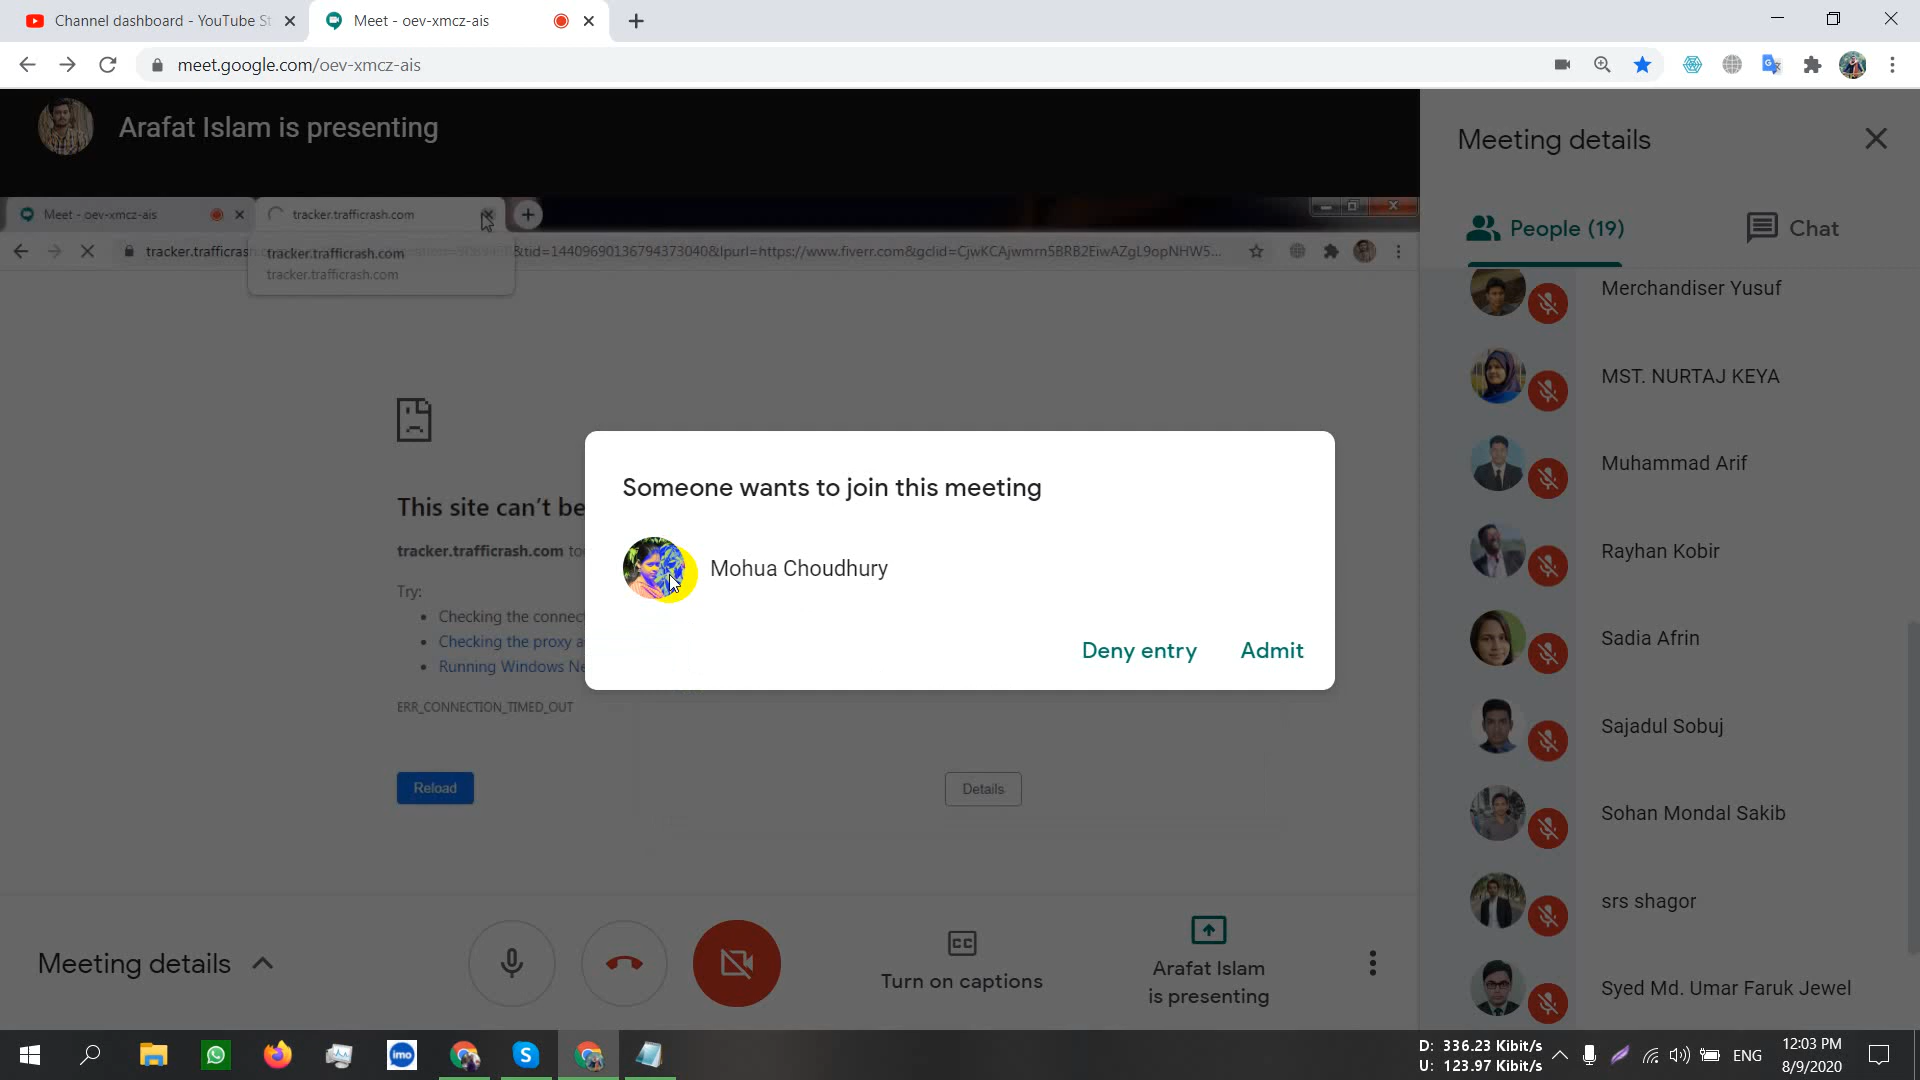 Channel dashboard - YouTube St
Meet - oev-xmcz-ais
meet.google.com/oev-xmcz-ais
Arafat Islam is presenting
Meet - oev-xmcz-ais
tracker.trafficrash.com
tracker.trafficrash.com
tracker.trafficrash.com
&tid=14409690136794373040&lpurl=https://www.fiverr.com&gclid=CjwKCAjwmrn5BRB2EiwAZgL9opNHW5...
This site can't be
tracker.trafficrash.com
Try:
Checking the connec
Checking the proxy
Running Windows Ne
ERR_CONNECTION_TIMED_OUT
Reload
Details
Someone wants to join this meeting
Mohua Choudhury
Deny entry
Admit
Meeting details
People (19)
Chat
Merchandiser Yusuf
MST. NURTAJ KEYA
Muhammad Arif
Rayhan Kobir
Sadia Afrin
Sajadul Sobuj
Sohan Mondal Sakib
srs shagor
Syed Md. Umar Faruk Jewel
Meeting details
CC
Turn on captions
Arafat Islam
is presenting
imo
D: 336.23 Kibit/s
U: 123.97 Kibit/s
ENG
12:03 PM
8/9/2020